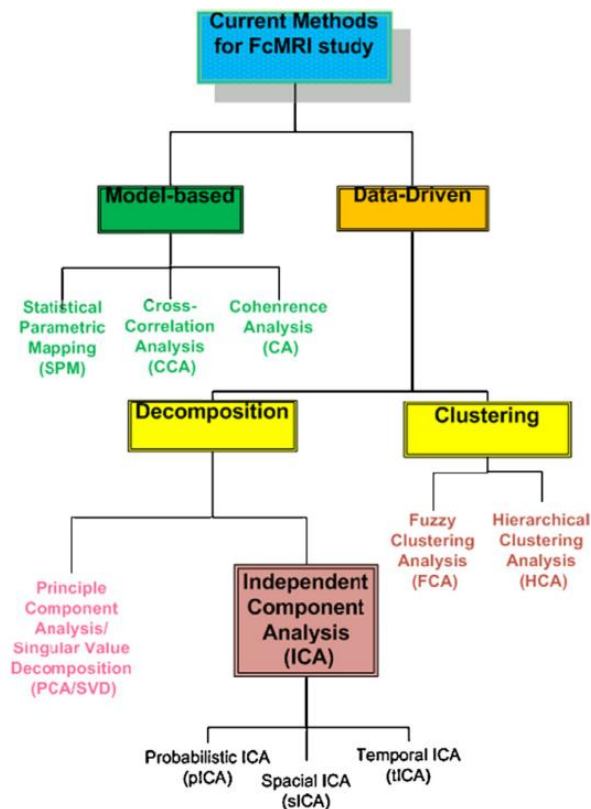 Current Methods
for FcMRI study
Model-based
Data-Driven
Statistical
Parametric
Mapping
(SPM)
Cross-
Correlation
Analysis
(CCA)
Cohenrence
Analysis
(CA)
Decomposition
Clustering
Fuzzy
Clustering
Analysis
(FCA)
Hierarchical
Clustering
Analysis
(HCA)
Principle
Component
Analysis/
Singular Value
Decomposition
(PCA/SVD)
Independent
Component
Analysis
(ICA)
Probabilistic ICA
(pICA)
Spacial ICA
(sICA)
Temporal ICA
(tICA)